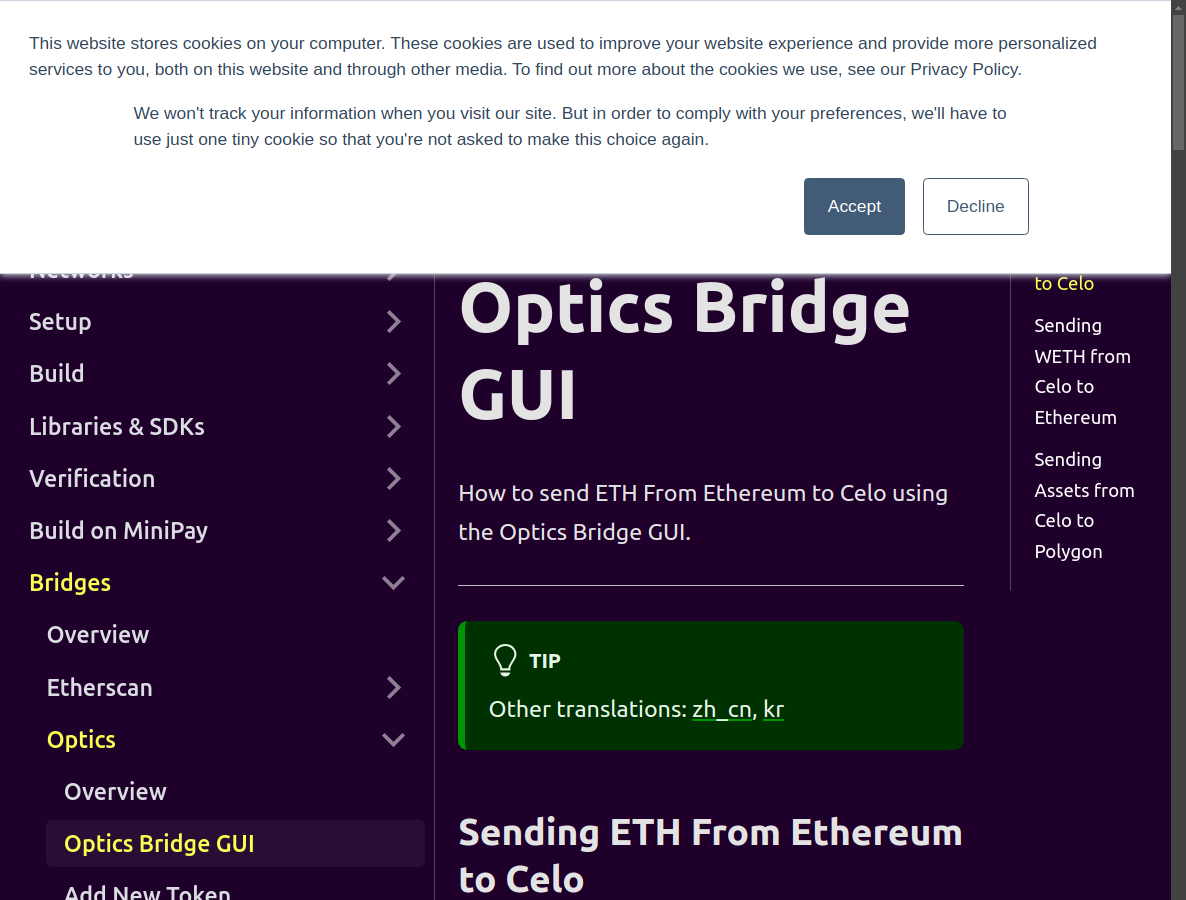 This website stores cookies on your computer. These cookies are used to improve your website experience and provide more personalized
services to you, both on this website and through other media. To find out more about the cookies we use, see our Privacy Policy.
We won't track your information when you visit our site. But in order to comply with your preferences, we'll have to
use just one tiny cookie so that you're not asked to make this choice again.
Accept
Decline
Networks
Setup
Build
Libraries & SDKs
Verification
Build on MiniPay
Bridges
Overview
Etherscan
Optics
Overview
Optics Bridge GUI
Add New Token
Optics Bridge
GUI
How to send ETH From Ethereum to Celo using
the Optics Bridge GUI.
TIP
Other translations: zh_cn, kr
Sending ETH From Ethereum
to Celo
to Celo
Sending
WETH from
Celo to
Ethereum
Sending
Assets from
Celo to
Polygon